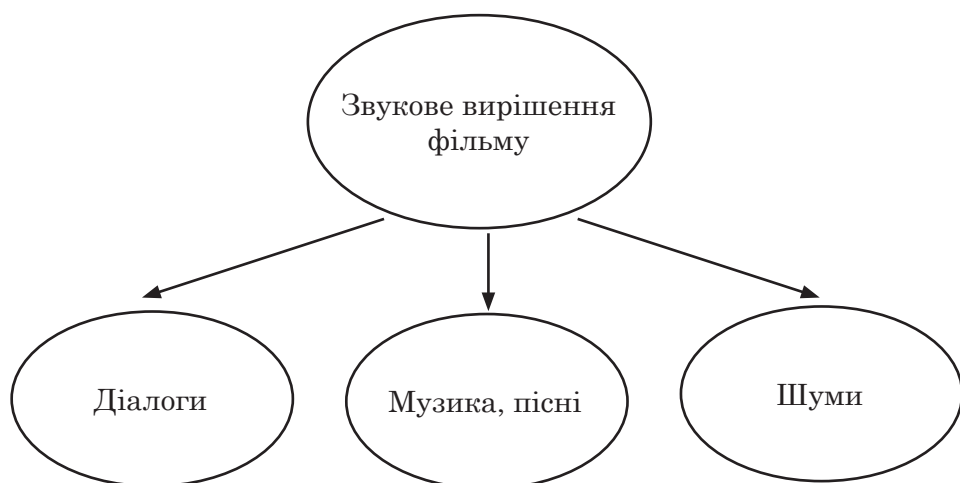 Звукове вирішення
фільму
Діалоги
Музика, пісні
Шуми